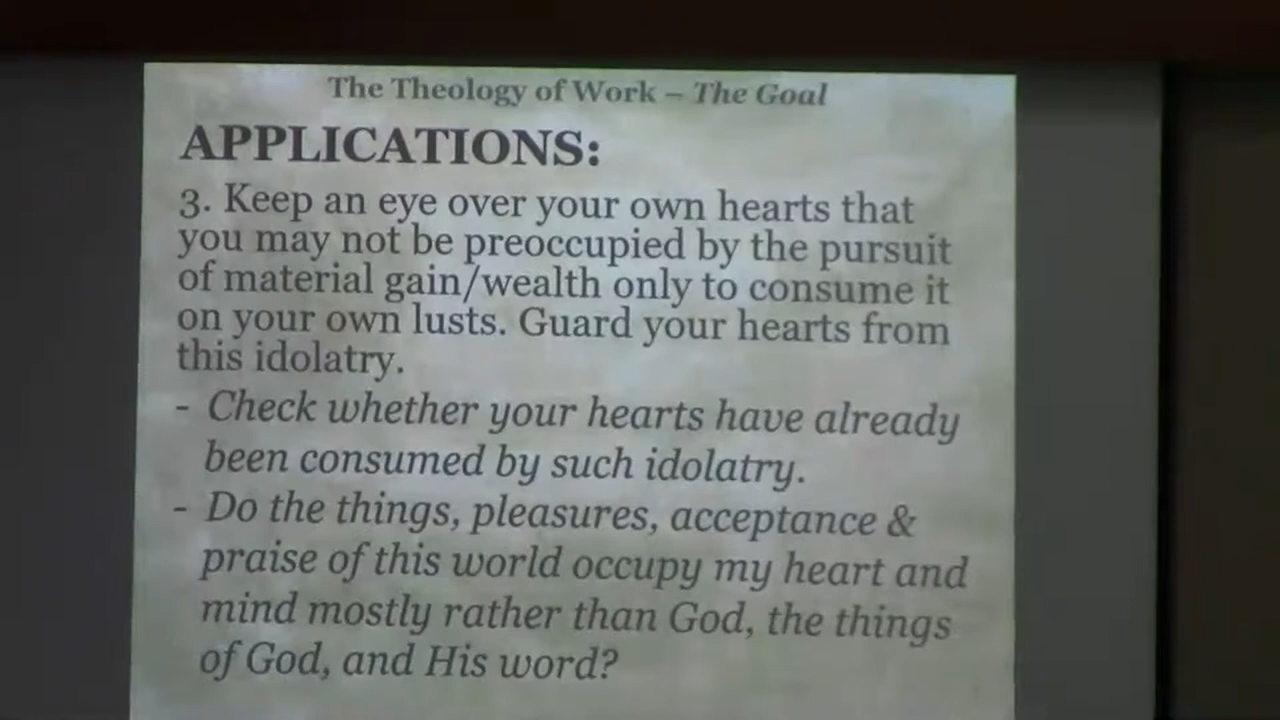 The Theology of Work – The Goal
APPLICATIONS:
3. Keep an eye over your own hearts that
you may not be preoccupied by the pursuit
of material gain/wealth only to consume it
on your own lusts. Guard your hearts from
this idolatry.
- Check whether your hearts have already
been consumed by such idolatry.
- Do the things, pleasures, acceptance &
praise of this world occupy my heart and
mind mostly rather than God, the things
of God, and His word?